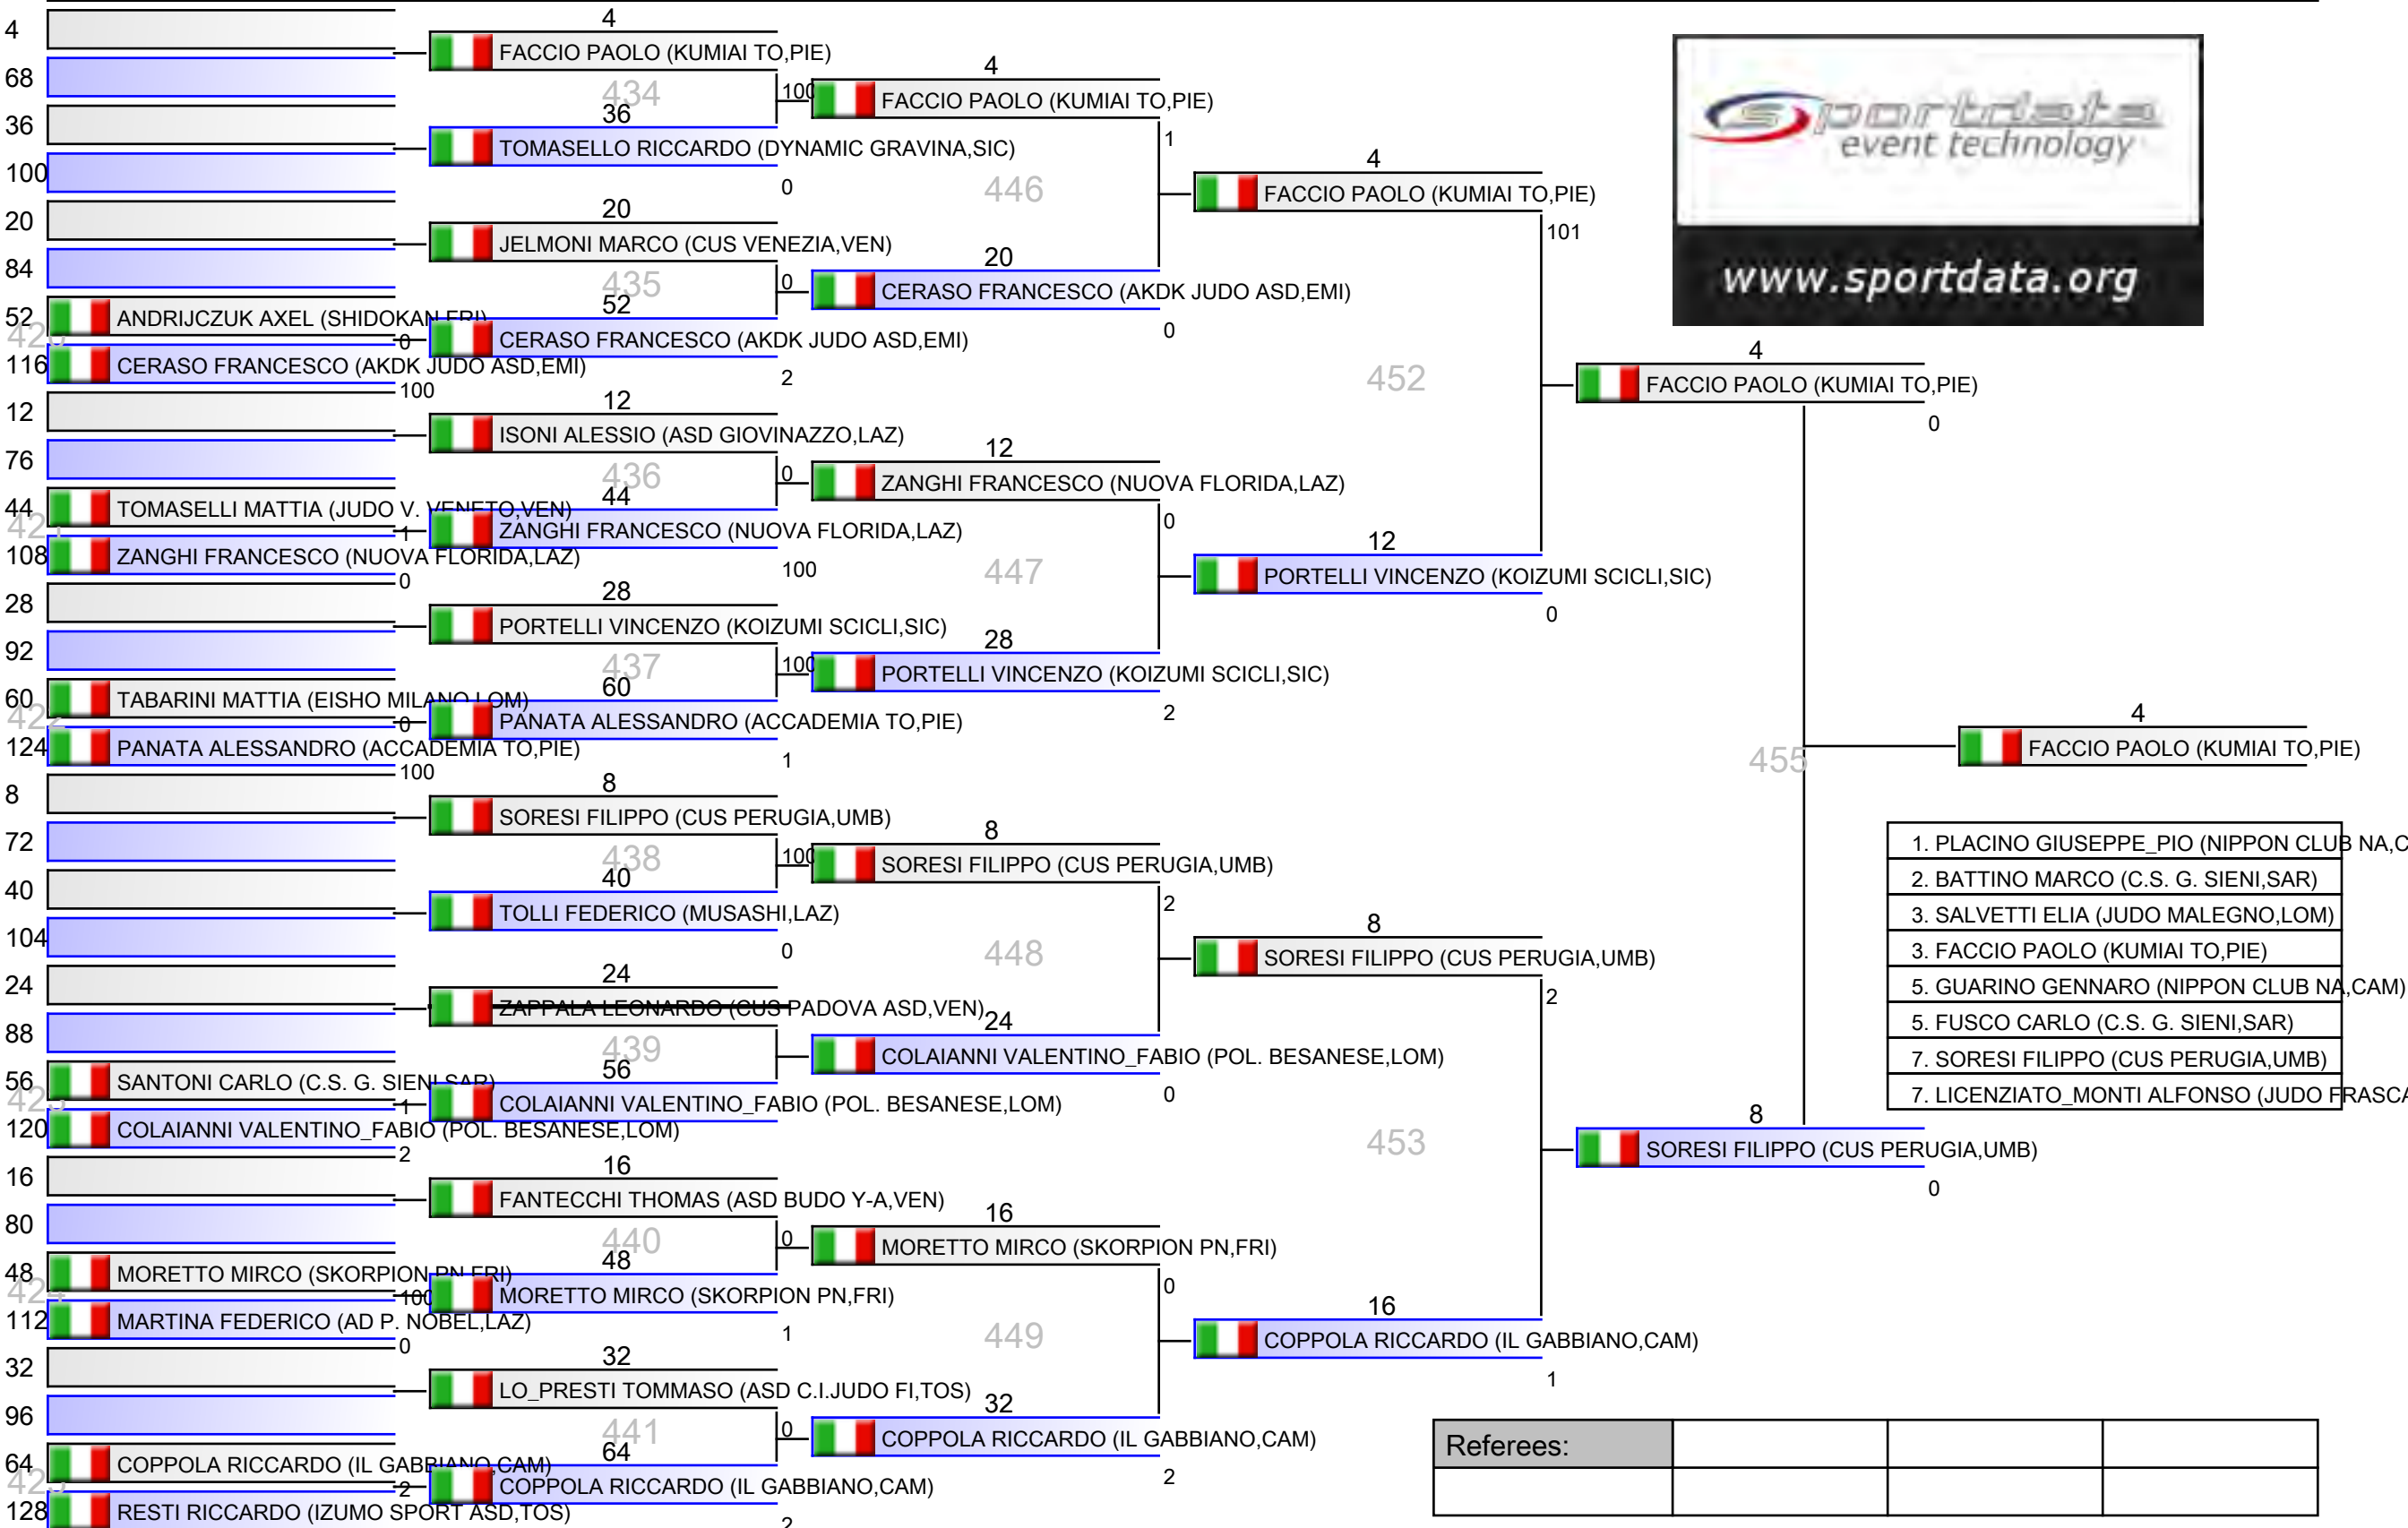 4
68
36
100
20
84
52
ANDRIJCZUK AXEL (SHIDOKAN,FRI)
0
116
CERASO FRANCESCO (AKDK JUDO ASD,EMI)
100
12
76
44
TOMASELLI MATTIA (JUDO V. VENETO,VEN)
1
108
ZANGHI FRANCESCO (NUOVA FLORIDA,LAZ)
0
28
92
60
TABARINI MATTIA (EISHO MILANO,LOM)
0
124
PANATA ALESSANDRO (ACCADEMIA TO,PIE)
100
8
72
40
104
24
88
56
SANTONI CARLO (C.S. G. SIENI,SAR)
1
120
COLAIANNI VALENTINO_FABIO (POL. BESANESE,LOM)
2
16
80
48
MORETTO MIRCO (SKORPION PN,FRI)
424
100
112
MARTINA FEDERICO (AD P. NOBEL,LAZ)
0
32
96
64
COPPOLA RICCARDO (IL GABBIANO,CAM)
2
128
RESTI RICCARDO (IZUMO SPORT ASD,TOS)
4
FACCIO PAOLO (KUMIAI TO,PIE)
434
100
36
TOMASELLO RICCARDO (DYNAMIC GRAVINA,SIC)
0
20
JELMONI MARCO (CUS VENEZIA,VEN)
435
0
52
CERASO FRANCESCO (AKDK JUDO ASD,EMI)
2
12
ISONI ALESSIO (ASD GIOVINAZZO,LAZ)
436
0
44
ZANGHI FRANCESCO (NUOVA FLORIDA,LAZ)
100
28
PORTELLI VINCENZO (KOIZUMI SCICLI,SIC)
437
100
60
PANATA ALESSANDRO (ACCADEMIA TO,PIE)
1
8
SORESI FILIPPO (CUS PERUGIA,UMB)
438
100
40
TOLLI FEDERICO (MUSASHI,LAZ)
0
24
ZAPPALA LEONARDO (CUS PADOVA ASD,VEN)
439
56
COLAIANNI VALENTINO_FABIO (POL. BESANESE,LOM)
16
FANTECCHI THOMAS (ASD BUDO Y-A,VEN)
440
0
48
MORETTO MIRCO (SKORPION PN,FRI)
1
32
LO_PRESTI TOMMASO (ASD C.I.JUDO FI,TOS)
441
0
64
COPPOLA RICCARDO (IL GABBIANO,CAM)
2
4
FACCIO PAOLO (KUMIAI TO,PIE)
1
446
20
CERASO FRANCESCO (AKDK JUDO ASD,EMI)
0
12
ZANGHI FRANCESCO (NUOVA FLORIDA,LAZ)
0
447
28
PORTELLI VINCENZO (KOIZUMI SCICLI,SIC)
2
8
SORESI FILIPPO (CUS PERUGIA,UMB)
2
448
24
COLAIANNI VALENTINO_FABIO (POL. BESANESE,LOM)
0
16
MORETTO MIRCO (SKORPION PN,FRI)
0
449
32
COPPOLA RICCARDO (IL GABBIANO,CAM)
2
4
FACCIO PAOLO (KUMIAI TO,PIE)
101
452
12
PORTELLI VINCENZO (KOIZUMI SCICLI,SIC)
0
8
SORESI FILIPPO (CUS PERUGIA,UMB)
2
453
16
COPPOLA RICCARDO (IL GABBIANO,CAM)
1
sportdata
event technology
www.sportdata.org
4
FACCIO PAOLO (KUMIAI TO,PIE)
0
455
8
SORESI FILIPPO (CUS PERUGIA,UMB)
0
4
FACCIO PAOLO (KUMIAI TO,PIE)
1. PLACINO GIUSEPPE_PIO (NIPPON CLUB NA,C
2. BATTINO MARCO (C.S. G. SIENI,SAR)
3. SALVETTI ELIA (JUDO MALEGNO,LOM)
3. FACCIO PAOLO (KUMIAI TO,PIE)
5. GUARINO GENNARO (NIPPON CLUB NA,CAM)
5. FUSCO CARLO (C.S. G. SIENI,SAR)
7. SORESI FILIPPO (CUS PERUGIA,UMB)
7. LICENZIATO_MONTI ALFONSO (JUDO FRASCA
Referees: